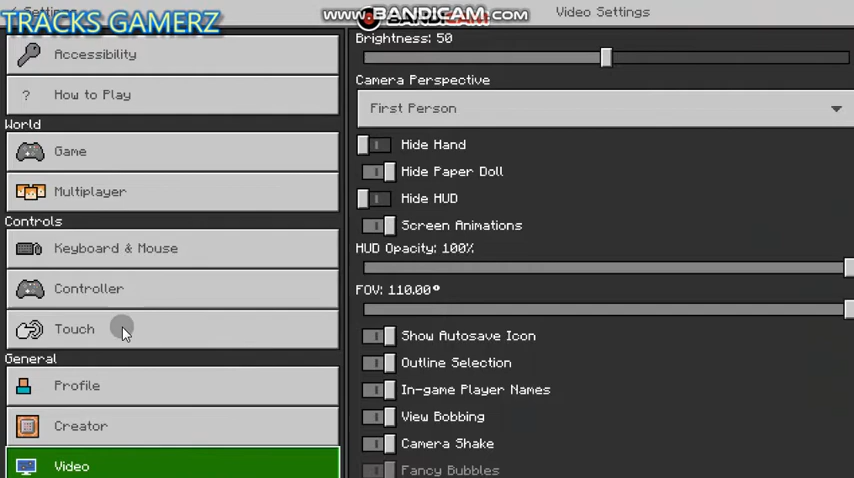 TRACKS GAMERZ
www.BANDICAM.com
Video Settings
Accessibility
? How to Play
World
Game
Multiplayer
Controls
Keyboard & Mouse
Controller
Touch
General
Profile
Creator
Video
Brightness: 50
Camera Perspective
First Person
Hide Hand
Hide Paper Doll
Hide HUD
Screen Animations
HUD Opacity: 100%
FOV: 110.00°
Show Autosave Icon
Outline Selection
In-game Player Names
View Bobbing
Camera Shake
Fancy Bubbles